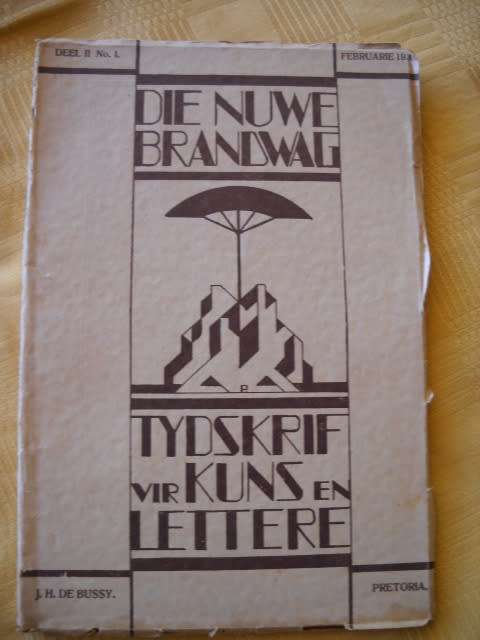 DEEL II No. 1.
FEBRUARIE
DIE NUWE
BRANDWAG
TYDSKRIF
VIR KUNS EN
LETTERE
J. H. DE BUSSY.
PRETORIA.